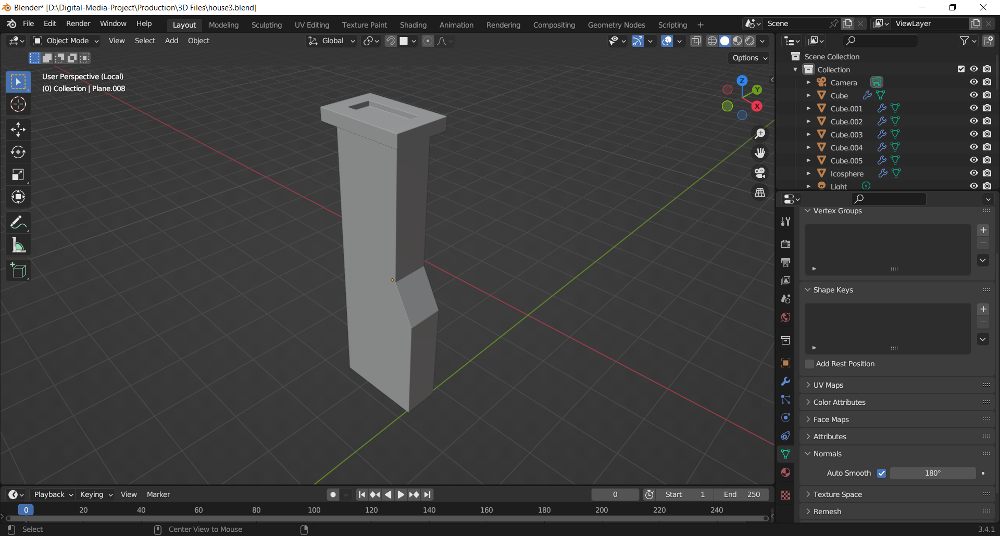 Blender* [D:\Digital-Media-Project\Production\3D Files\house3.blend]
File Edit Render Window Help Layout Modeling Sculpting UV Editing Texture Paint Shading Animation Rendering Compositing Geometry Nodes Scripting + Scene ViewLayer
Object Mode View Select Add Object Global
Options
User Perspective (Local)
(0) Collection | Plane.008
Z
Y
X
Scene Collection
Collection
Camera
Cube
Cube.001
Cube.002
Cube.003
Cube.004
Cube.005
Icosphere
Light
Vertex Groups
Shape Keys
Add Rest Position
UV Maps
Color Attributes
Face Maps
Attributes
Normals
Auto Smooth 180°
Texture Space
Remesh
Playback Keying View Marker 0 Start 1 End 250
0 20 40 60 80 100 120 140 160 180 200 220 240
Select Center View to Mouse 3.4.1